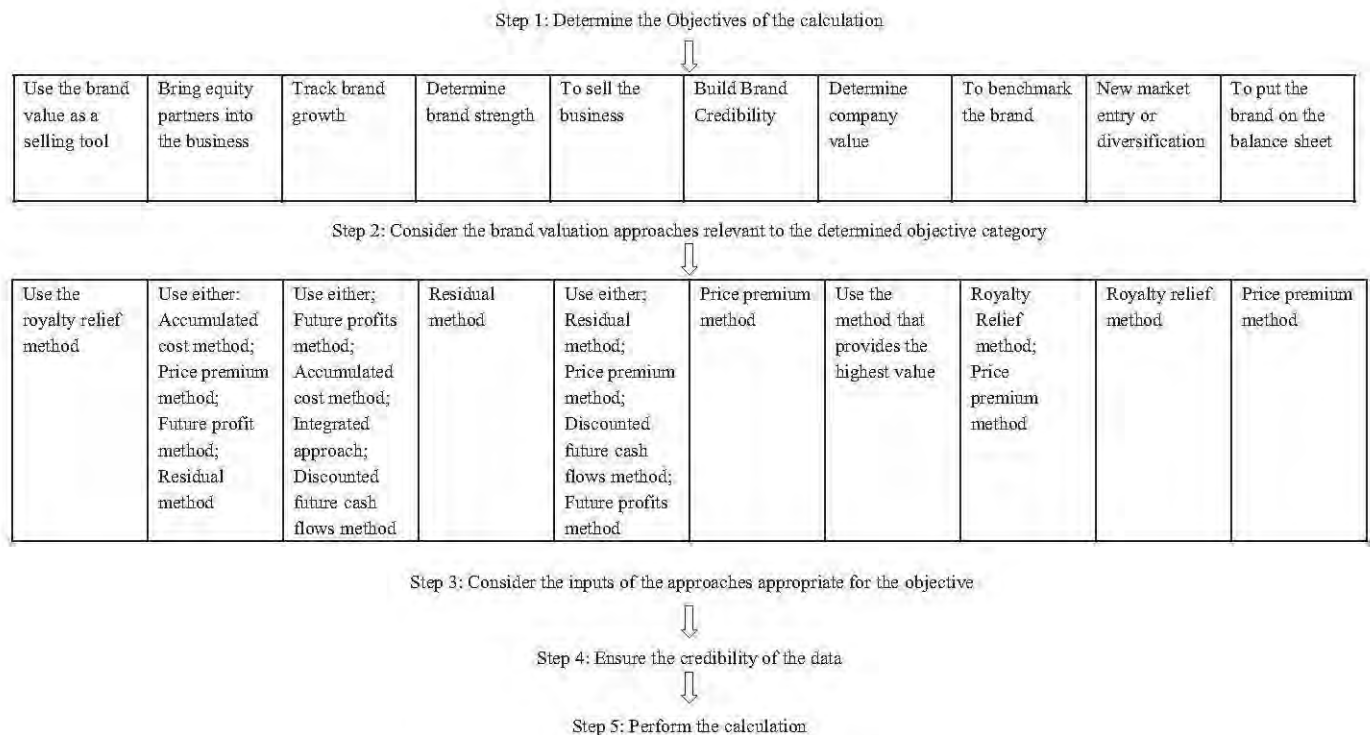 Step 1: Determine the Objectives of the calculation
Use the brand
value as a
selling tool
Bring equity
partners into
the business
Track brand
growth
Determine
brand strength
To sell the
business
Build Brand
Credibility
Determine
company
value
To benchmark
the brand
New market
entry or
diversification
To put the
brand on the
balance sheet
Step 2: Consider the brand valuation approaches relevant to the determined objective category
Use the
royalty relief
method
Use either:
Accumulated
cost method;
Price premium
method;
Future profit
method;
Residual
method
Use either;
Future profits
method;
Accumulated
cost method;
Integrated
approach;
Discounted
future cash
flows method
Residual
method
Use either;
Residual
method;
Price premium
method;
Discounted
future cash
flows method;
Future profits
method
Price premium
method
Use the
method that
provides the
highest value
Royalty
Relief
method;
Price
premium
method
Royalty relief
method
Price premium
method
Step 3: Consider the inputs of the approaches appropriate for the objective
Step 4: Ensure the credibility of the data
Step 5: Perform the calculation